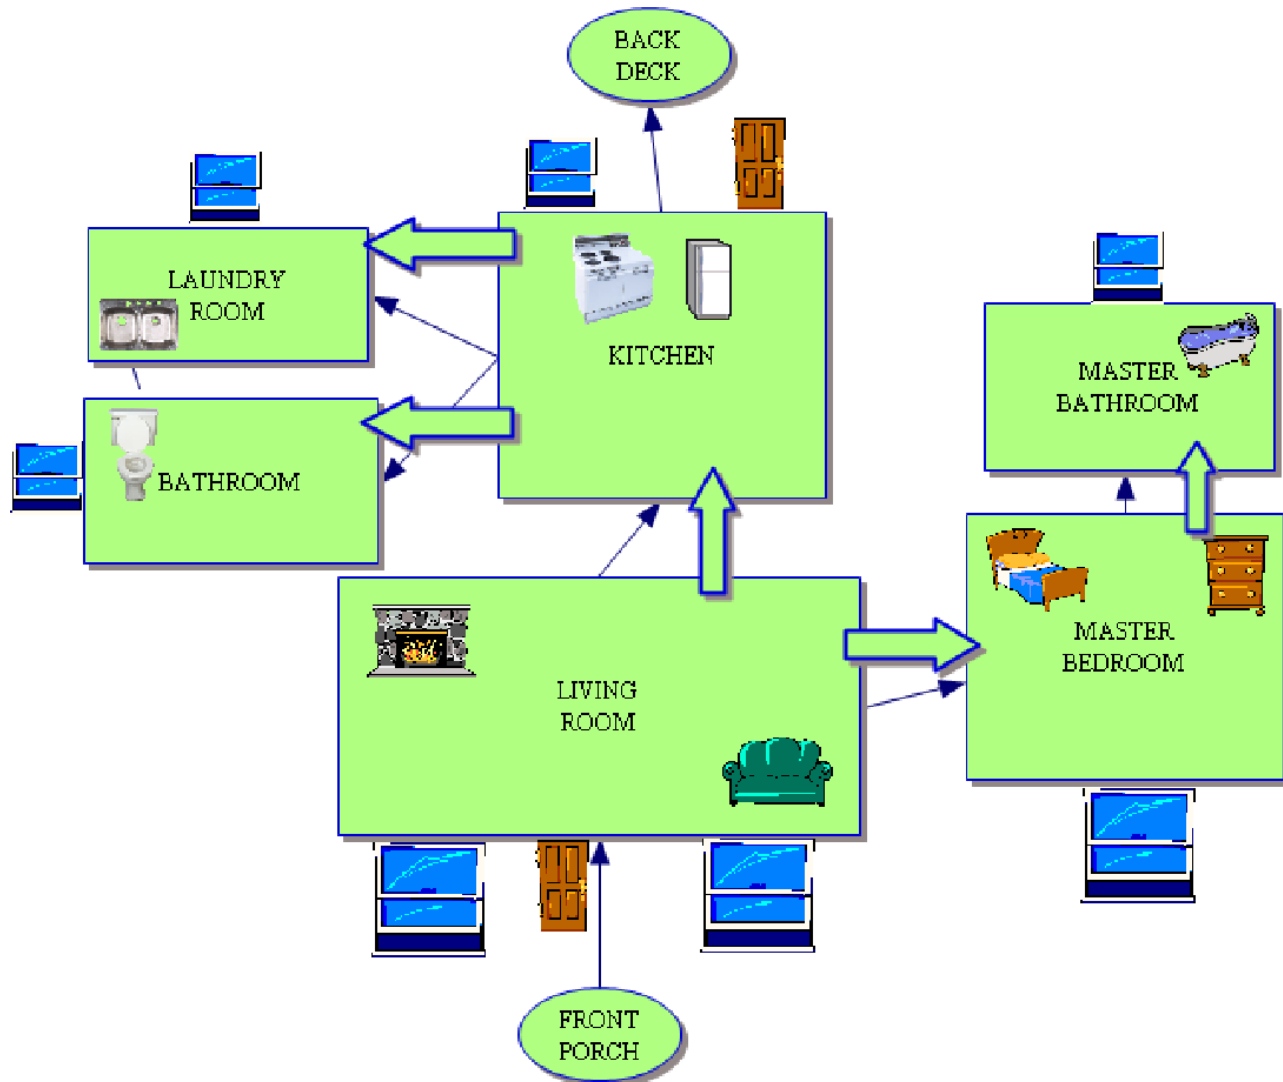 BACK
DECK
LAUNDRY
ROOM
KITCHEN
MASTER
BATHROOM
BATHROOM
MASTER
BEDROOM
LIVING
ROOM
FRONT
PORCH